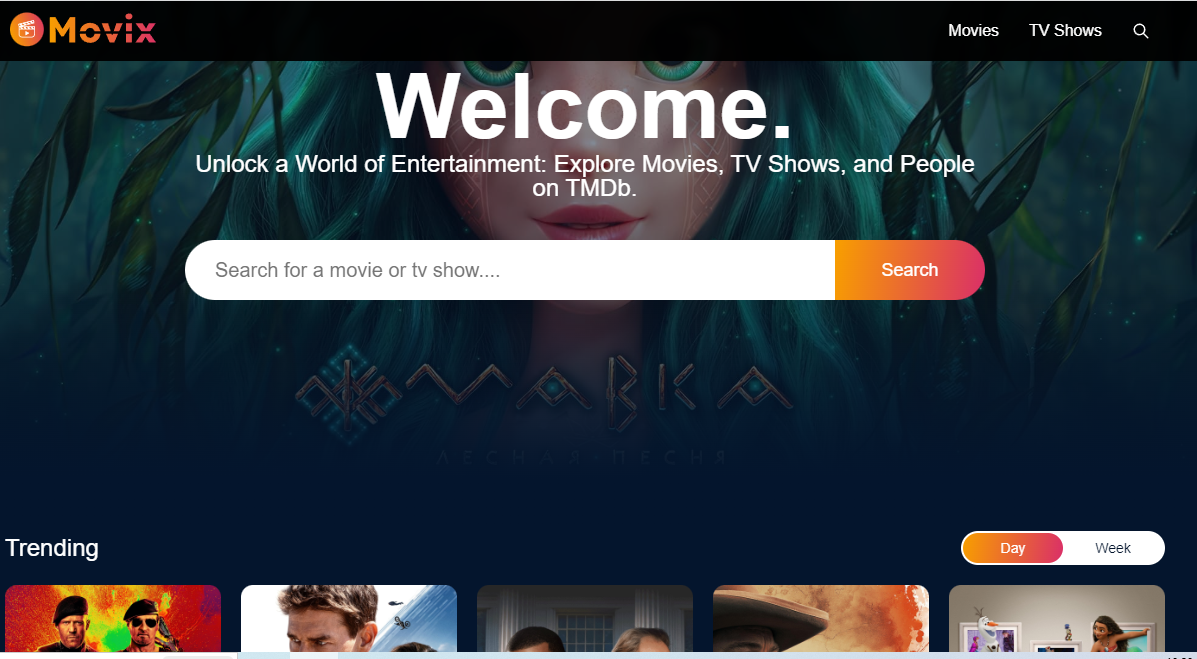 Movix
Movies
TV Shows
Welcome.
Unlock a World of Entertainment: Explore Movies, TV Shows, and People
on TMDb.
Search for a movie or tv show....
Search
МАВКА
ЛЕСНАЯ • ПЕСНЯ
Trending
Day
Week